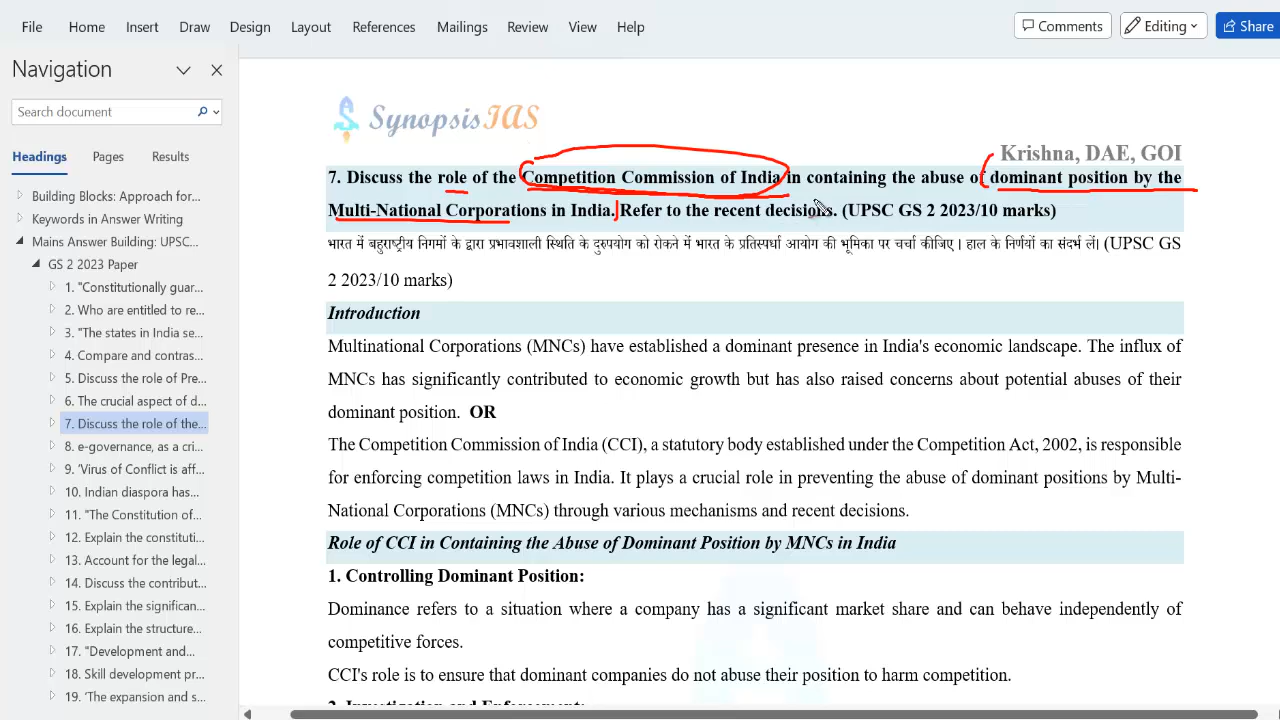 File Home Insert Draw Design Layout References Mailings Review View Help Comments Editing Share
Navigation
Search document
Headings Pages Results
Building Blocks: Approach for...
Keywords in Answer Writing
Mains Answer Building: UPSC...
GS 2 2023 Paper
1. "Constitutionally guar...
2. Who are entitled to re...
3. "The states in India se...
4. Compare and contras...
5. Discuss the role of Pre...
6. The crucial aspect of d...
7. Discuss the role of the...
8. e-governance, as a cri...
9. ‘Virus of Conflict is aff...
10. Indian diaspora has...
11. "The Constitution of...
12. Explain the constituti...
13. Account for the legal...
14. Discuss the contribut...
15. Explain the significan...
16. Explain the structure...
17. "Development and...
18. Skill development pr...
19. ‘The expansion and s...
SynopsisIAS
Krishna, DAE, GOI
7. Discuss the role of the Competition Commission of India in containing the abuse of dominant position by the
Multi-National Corporations in India. Refer to the recent decisions. (UPSC GS 2 2023/10 marks)
भारत में बहुराष्ट्रीय निगमों के द्वारा प्रभावशाली स्थिति के दुरुपयोग को रोकने में भारत के प्रतिस्पर्धा आयोग की भूमिका पर चर्चा कीजिए। हाल के निर्णयों का संदर्भ लें। (UPSC GS
2 2023/10 marks)
Introduction
Multinational Corporations (MNCs) have established a dominant presence in India's economic landscape. The influx of
MNCs has significantly contributed to economic growth but has also raised concerns about potential abuses of their
dominant position. OR
The Competition Commission of India (CCI), a statutory body established under the Competition Act, 2002, is responsible
for enforcing competition laws in India. It plays a crucial role in preventing the abuse of dominant positions by Multi-
National Corporations (MNCs) through various mechanisms and recent decisions.
Role of CCI in Containing the Abuse of Dominant Position by MNCs in India
1. Controlling Dominant Position:
Dominance refers to a situation where a company has a significant market share and can behave independently of
competitive forces.
CCI's role is to ensure that dominant companies do not abuse their position to harm competition.
2. Investigation and Enforcement: